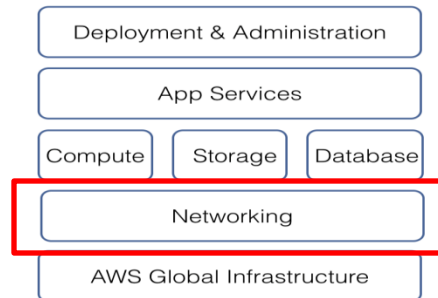 Deployment & Administration
App Services
Compute Storage Database
Networking
AWS Global Infrastructure